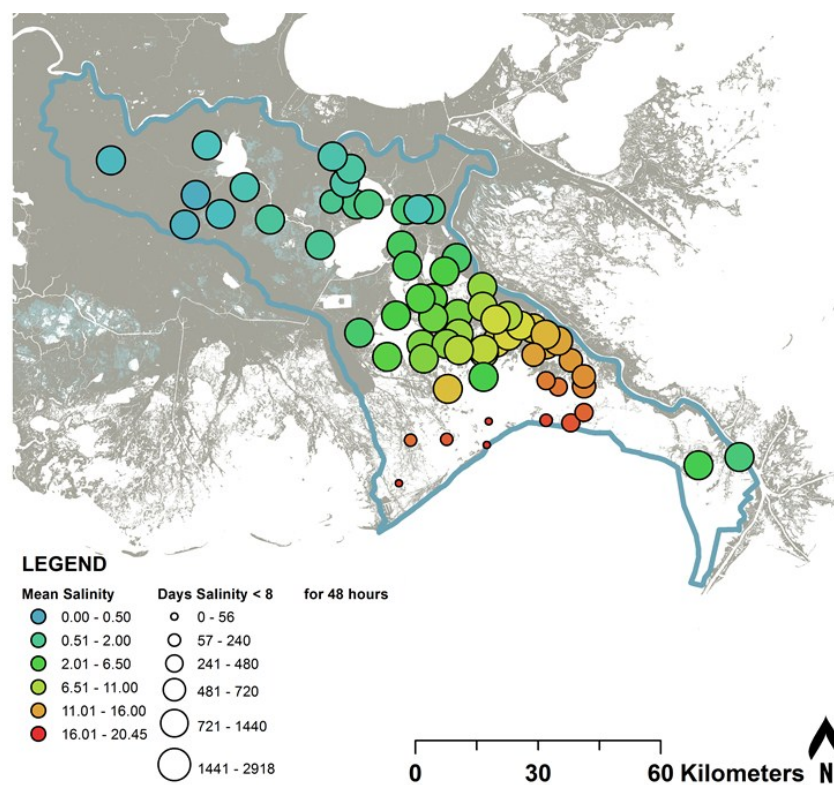 LEGEND
Mean Salinity
0.00 - 0.50
0.51 - 2.00
2.01 - 6.50
6.51 - 11.00
11.01 - 16.00
16.01 - 20.45
Days Salinity < 8 for 48 hours
0 - 56
57 - 240
241 - 480
481 - 720
721 - 1440
1441 - 2918
0 30 60 Kilometers
N